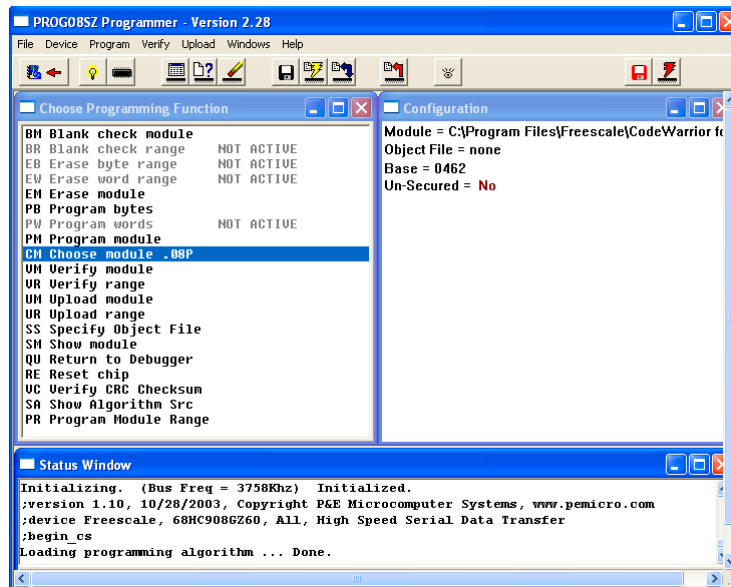 PROG08SZ Programmer - Version 2.28
File Device Program Verify Upload Windows Help
Choose Programming Function
BM Blank check module
BR Blank check range NOT ACTIVE
EB Erase byte range NOT ACTIVE
EW Erase word range NOT ACTIVE
EM Erase module
PB Program bytes
PW Program words NOT ACTIVE
PM Program module
CM Choose module .08P
VM Verify module
VR Verify range
UM Upload module
UR Upload range
SS Specify Object File
SM Show module
QU Return to Debugger
RE Reset chip
VC Verify CRC Checksum
SA Show Algorithm Src
PR Program Module Range
Configuration
Module = C:\Program Files\Freescale\CodeWarrior fo
Object File = none
Base = 0462
Un-Secured = No
Status Window
Initializing. (Bus Freq = 3758Khz) Initialized.
;version 1.10, 10/28/2003, Copyright P&E Microcomputer Systems, www.pemicro.com
;device Freescale, 68HC908GZ60, All, High Speed Serial Data Transfer
;begin_cs
Loading programming algorithm ... Done.